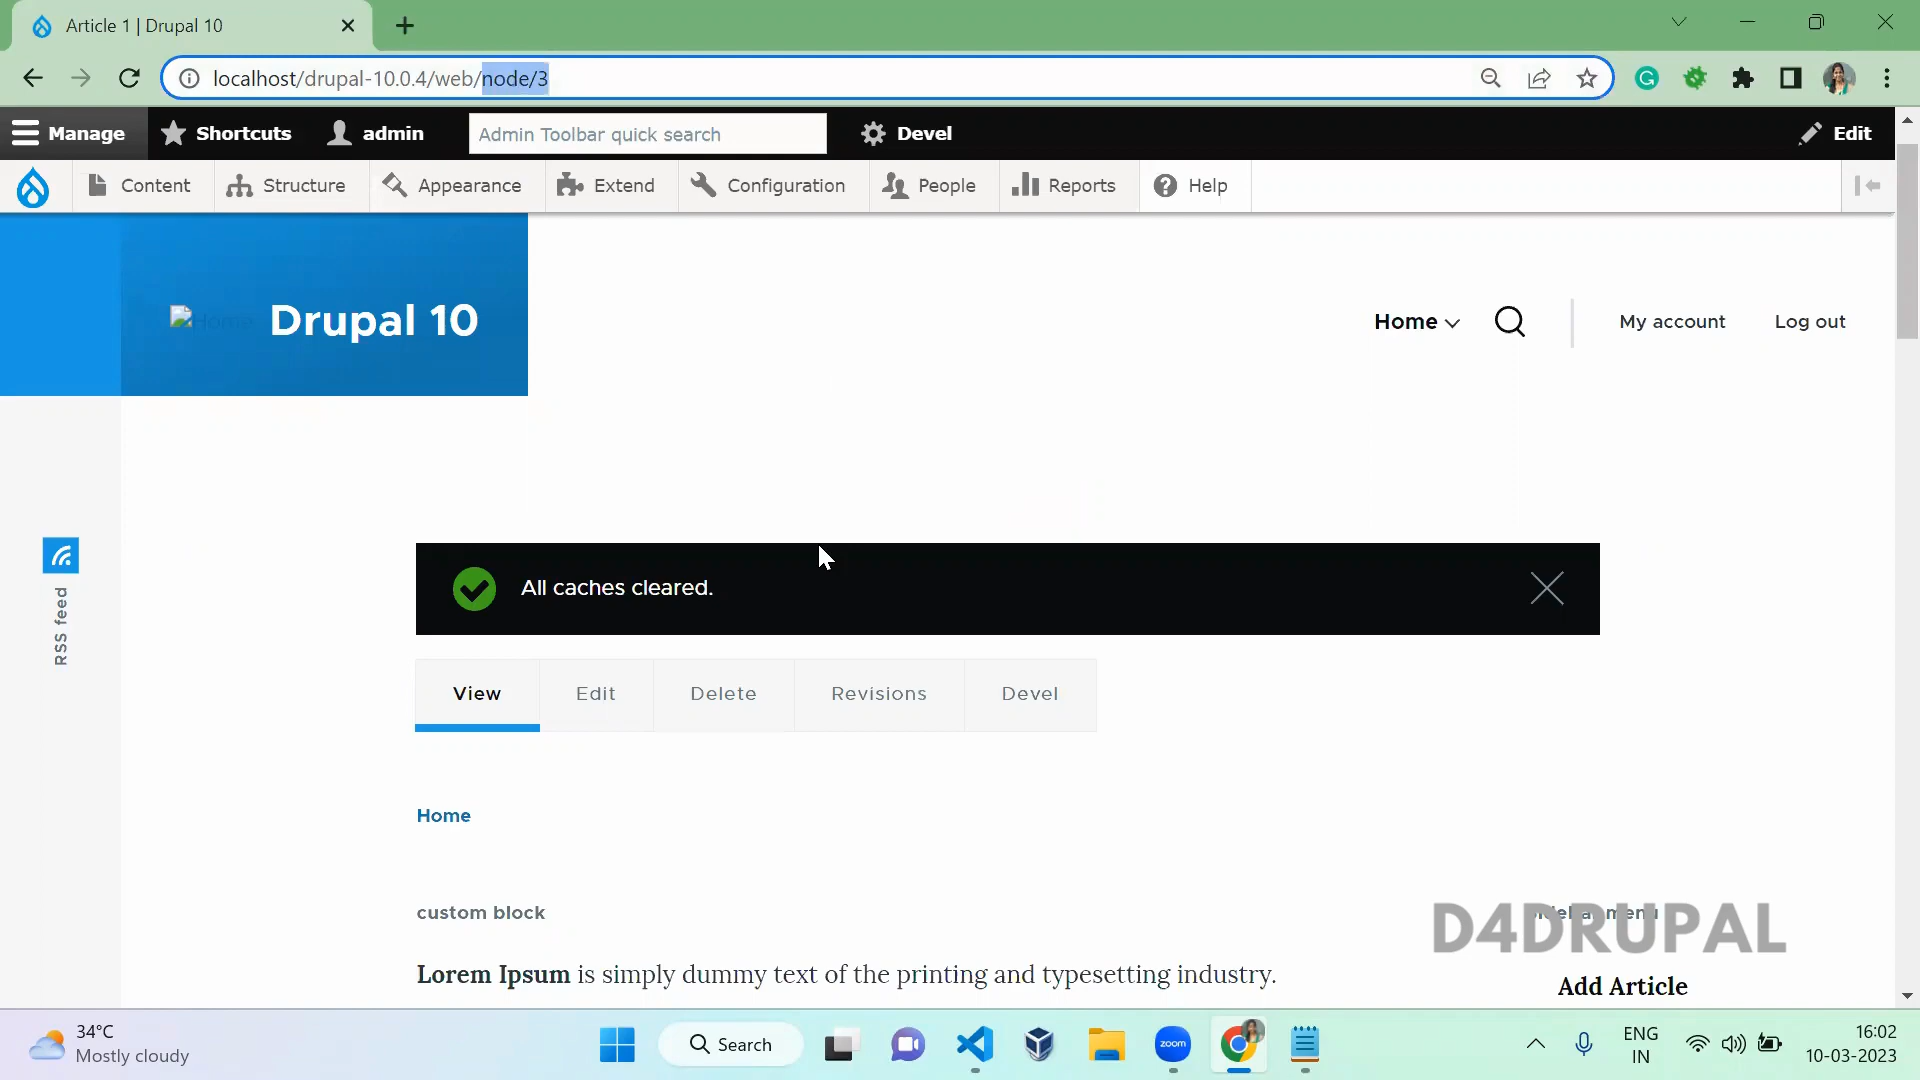 Article 1 | Drupal 10
localhost/drupal-10.0.4/web/node/3
Manage
Shortcuts
admin
Admin Toolbar quick search
Devel
Edit
Content
Structure
Appearance
Extend
Configuration
People
Reports
Help
Home
Drupal 10
Home
My account
Log out
RSS feed
All caches cleared.
View
Edit
Delete
Revisions
Devel
Home
custom block
D4DRUPAL
Lorem Ipsum is simply dummy text of the printing and typesetting industry.
Add Article
34°C
Mostly cloudy
Search
zoom
ENG
IN
16:02
10-03-2023